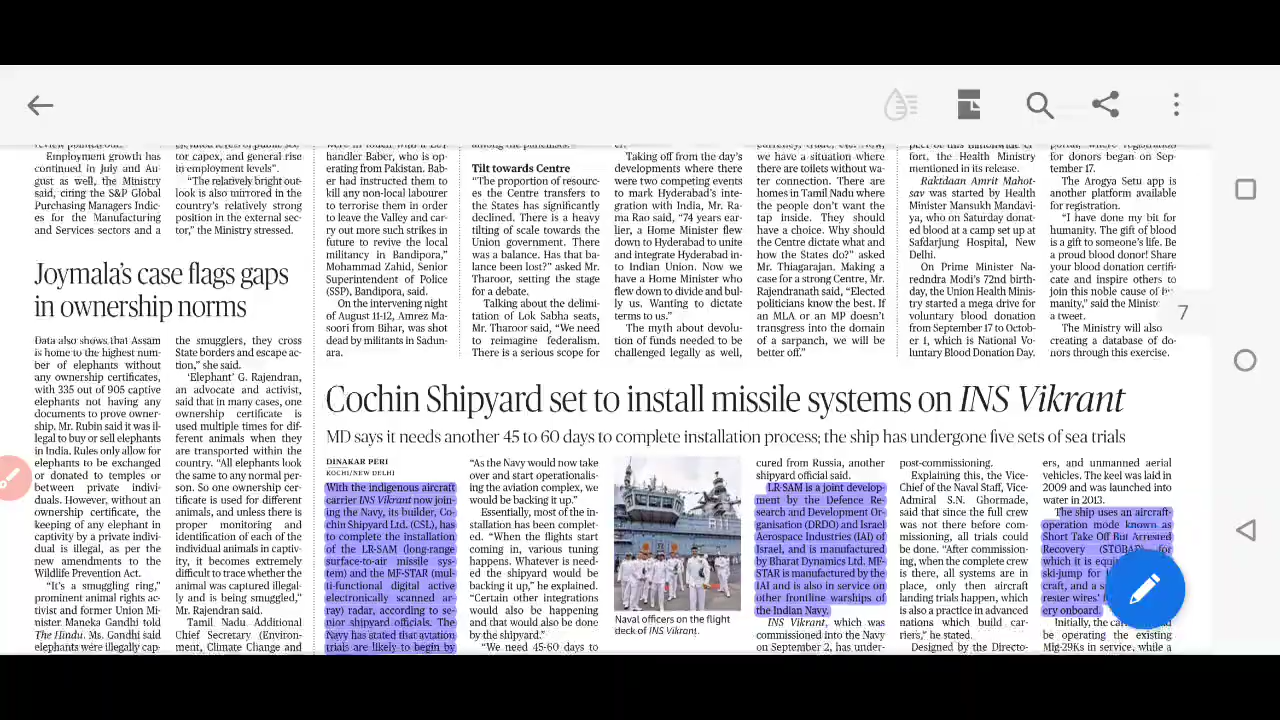 7
Employment growth has
continued in July and Au-
gust as well, the Ministry
said, citing the S&P Global
Purchasing Managers Indic-
es for the Manufacturing
and Services sectors and a
tor capex, and general rise
in employment levels".
"The relatively bright out-
look is also mirrored in the
country's relatively strong
position in the external sec-
tor," the Ministry stressed.
Joymala's case flags gaps
in ownership norms
Data also shows that Assam
is home to the highest num-
ber of elephants without
any ownership certificates,
with 335 out of 905 captive
elephants not having any
documents to prove owner-
ship. Mr. Rubin said it was il-
legal to buy or sell elephants
in India. Rules only allow for
elephants to be exchanged
or donated to temples or
between private indivi-
duals. However, without an
ownership certificate, the
keeping of any elephant in
captivity by a private indivi-
dual is illegal, as per the
new amendments to the
Wildlife Prevention Act.
"It's a smuggling ring,"
prominent animal rights ac-
tivist and former Union Mi-
nister Maneka Gandhi told
The Hindu. Ms. Gandhi said
elephants were illegally cap-
the smugglers, they cross
State borders and escape ac-
tion," she said.
'Elephant' G. Rajendran,
an advocate and activist,
said that in many cases, one
ownership certificate is
used multiple times for dif-
ferent animals when they
are transported within the
country. "All elephants look
the same to any normal per-
son. So one ownership cer-
tificate is used for different
animals, and unless there is
proper monitoring and
identification of each of the
individual animals in captiv-
ity, it becomes extremely
difficult to trace whether the
animal was captured illegal-
ly and is being smuggled,"
Mr. Rajendran said.
Tamil Nadu Additional
Chief Secretary (Environ-
ment, Climate Change and
handler Baber, who is op-
erating from Pakistan. Bab-
er had instructed them to
kill any non-local labourer
to terrorise them in order
to leave the Valley and car-
ry out more such strikes in
future to revive the local
militancy in Bandipora,"
Mohammad Zahid, Senior
Superintendent of Police
(SSP), Bandipora, said.
On the intervening night
of August 11-12, Amrez Ma-
soori from Bihar, was shot
dead by militants in Sadun-
ara.
Tilt towards Centre
"The proportion of resourc-
es the Centre transfers to
the States has significantly
declined. There is a heavy
tilting of scale towards the
Union government. There
was a balance. Has that ba-
lance been lost?" asked Mr.
Tharoor, setting the stage
for a debate.
Talking about the delimi-
tation of Lok Sabha seats,
Mr. Tharoor said, "We need
to reimagine federalism.
There is a serious scope for
Taking off from the day's
developments where there
were two competing events
to mark Hyderabad's inte-
gration with India, Mr. Ra-
ma Rao said, "74 years ear-
lier, a Home Minister flew
down to Hyderabad to unite
and integrate Hyderabad in-
to Indian Union. Now we
have a Home Minister who
flew down to divide and bul-
ly us. Wanting to dictate
terms to us."
The myth about devolu-
tion of funds needed to be
challenged legally as well,
we have a situation where
there are toilets without wa-
ter connection. There are
homes in Tamil Nadu where
the people don't want the
tap inside. They should
have a choice. Why should
the Centre dictate what and
how the States do?" asked
Mr. Thiagarajan. Making a
case for a strong Centre, Mr.
Rajendranath said, "Elected
politicians know the best. If
an MLA or an MP doesn't
transgress into the domain
of a sarpanch, we will be
better off."
fort, the Health Ministry
mentioned in its release.
Raktdaan Amrit Mahot-
sav was started by Health
Minister Mansukh Mandavi-
ya, who on Saturday donat-
ed blood at a camp set up at
Safdarjung Hospital, New
Delhi.
On Prime Minister Na-
rendra Modi's 72nd birth-
day, the Union Health Minis-
try started a mega drive for
voluntary blood donation
from September 17 to Octob-
er 1, which is National Vo-
luntary Blood Donation Day.
for donors began on Sep-
tember 17.
The Arogya Setu app is
another platform available
for registration.
"I have done my bit for
humanity. The gift of blood
is a gift to someone's life. Be
a proud blood donor! Share
your blood donation certifi-
cate and inspire others to
join this noble cause of hu-
manity," said the Ministe
a tweet.
The Ministry will also
creating a database of do-
nors through this exercise.
Cochin Shipyard set to install missile systems on INS Vikrant
MD says it needs another 45 to 60 days to complete installation process; the ship has undergone five sets of sea trials
DINAKAR PERI
KOCHI/NEW DELHI
With the indigenous aircraft
carrier INS Vikrant now join-
ing the Navy, its builder, Co-
chin Shipyard Ltd. (CSL), has
to complete the installation
of the LR-SAM (long-range
surface-to-air missile sys-
tem) and the MF-STAR (mul-
ti-functional digital active
electronically scanned ar-
ray) radar, according to se-
nior shipyard officials. The
Navy has stated that aviation
trials are likely to begin by
"As the Navy would now take
over and start operationalis-
ing the aviation complex, we
would be backing it up."
Essentially, most of the in-
stallation has been complet-
ed. "When the flights start
coming in, various tuning
happens. Whatever is need-
ed the shipyard would be
backing it up," he explained.
"Certain other integrations
would also be happening
and that would also be done
by the shipyard."
"We need 45-60 days to
Naval officers on the flight
deck of INS Vikrant.
cured from Russia, another
shipyard official said.
LR-SAM is a joint develop-
ment by the Defence Re-
search and Development Or-
ganisation (DRDO) and Israel
Aerospace Industries (IAI) of
Israel, and is manufactured
by Bharat Dynamics Ltd. MF-
STAR is manufactured by the
IAI and is also in service on
other frontline warships of
the Indian Navy.
INS Vikrant, which was
commissioned into the Navy
on September 2, has under-
post-commissioning.
Explaining this, the Vice-
Chief of the Naval Staff, Vice-
Admiral S.N. Ghormade,
said that since the full crew
was not there before com-
missioning, all trials could
be done. "After commission-
ing, when the complete crew
is there, all systems are in
place, only then aircraft
landing trials happen, which
is also a practice in advanced
nations which build car-
riers," he stated.
Designed by the Directo-
ers, and unmanned aerial
vehicles. The keel was laid in
2009 and was launched into
water in 2013.
The ship uses an aircraft-
operation mode known as
Short Take Off But Arrested
Recovery (STOBAR) for
which it is equi
ski-jump for
craft, and a s
rester wires'
ery onboard.
Initially, the car
be operating the existing
Mig-29Ks in service, while a